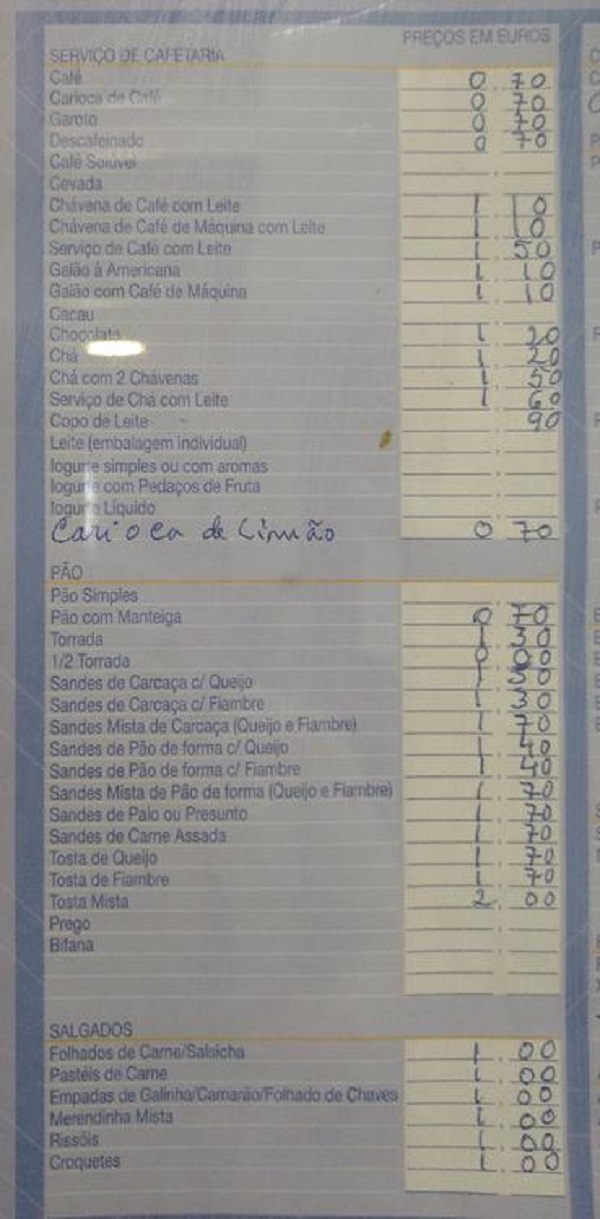 PREÇOS EM EUROS
SERVIÇO DE CAFETARIA
Café 0.70
Carioca de Café 0 70
Garoto 0 70
Descafeinado 0 70
Café Solúvel
Cevada
Chávena de Café com Leite 1.10
Chávena de Café de Máquina com Leite 1.10
Serviço de Café com Leite 1.50
Galão à Americana 1.10
Galão com Café de Máquina 1.10
Cacau
Chocolate 1.20
Chá 1.20
Chá com 2 Chávenas 1.50
Serviço de Chá com Leite 1.60
Copo de Leite 90
Leite (embalagem individual)
Iogurte simples ou com aromas
Iogurte com Pedaços de Fruta
Iogurte Líquido
Carioca de Limão 0 70
PÃO
Pão Simples
Pão com Manteiga 0.70
Torrada 1.30
1/2 Torrada
Sandes de Carcaça c/ Queijo
Sandes de Carcaça c/ Fiambre 1.30
Sandes Mista de Carcaça (Queijo e Fiambre) 1.70
Sandes de Pão de forma c/ Queijo 1.40
Sandes de Pão de forma c/ Fiambre 1.40
Sandes Mista de Pão de forma (Queijo e Fiambre) 1.70
Sandes de Paio ou Presunto 1.70
Sandes de Carne Assada 1.70
Tosta de Queijo 1.70
Tosta de Fiambre 1.70
Tosta Mista 2.00
Prego
Bifana
SALGADOS
Folhados de Carne/Salsicha 1.00
Pastéis de Carne 1.00
Empadas de Galinha/Camarão/Folhado de Chaves 1.00
Merendinha Mista 1.00
Rissóis 1.00
Croquetes 1.00